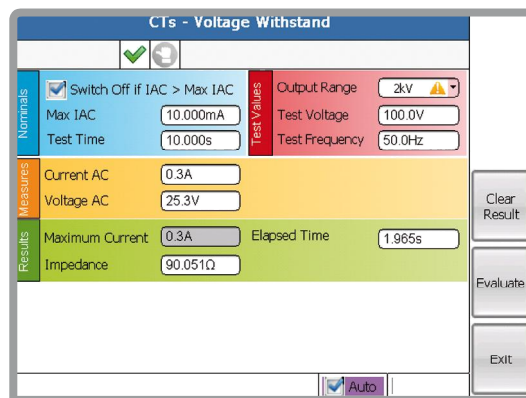 CTs - Voltage Withstand
Nominals
Switch Off if IAC > Max IAC
Max IAC 10.000mA
Test Time 10.000s
Test Values
Output Range 2kV
Test Voltage 100.0V
Test Frequency 50.0Hz
Measures
Current AC 0.3A
Voltage AC 25.3V
Results
Maximum Current 0.3A Elapsed Time 1.965s
Impedance 90.051Ω
Clear
Result
Evaluate
Exit
Auto